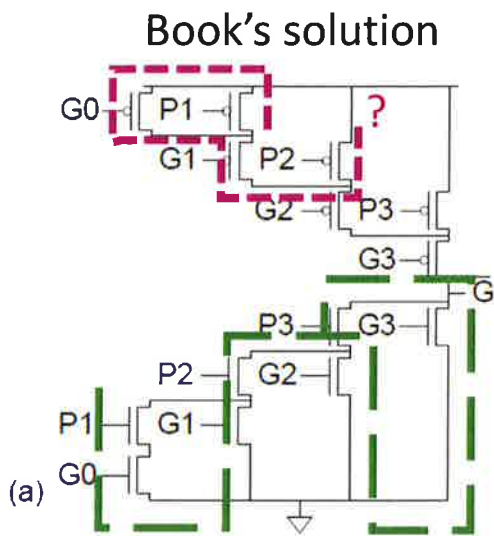 Book's solution
G0 P1 ?
G1 P2
G2 P3
G3
G
P3 G3
P2 G2
P1 G1
G0
(a)